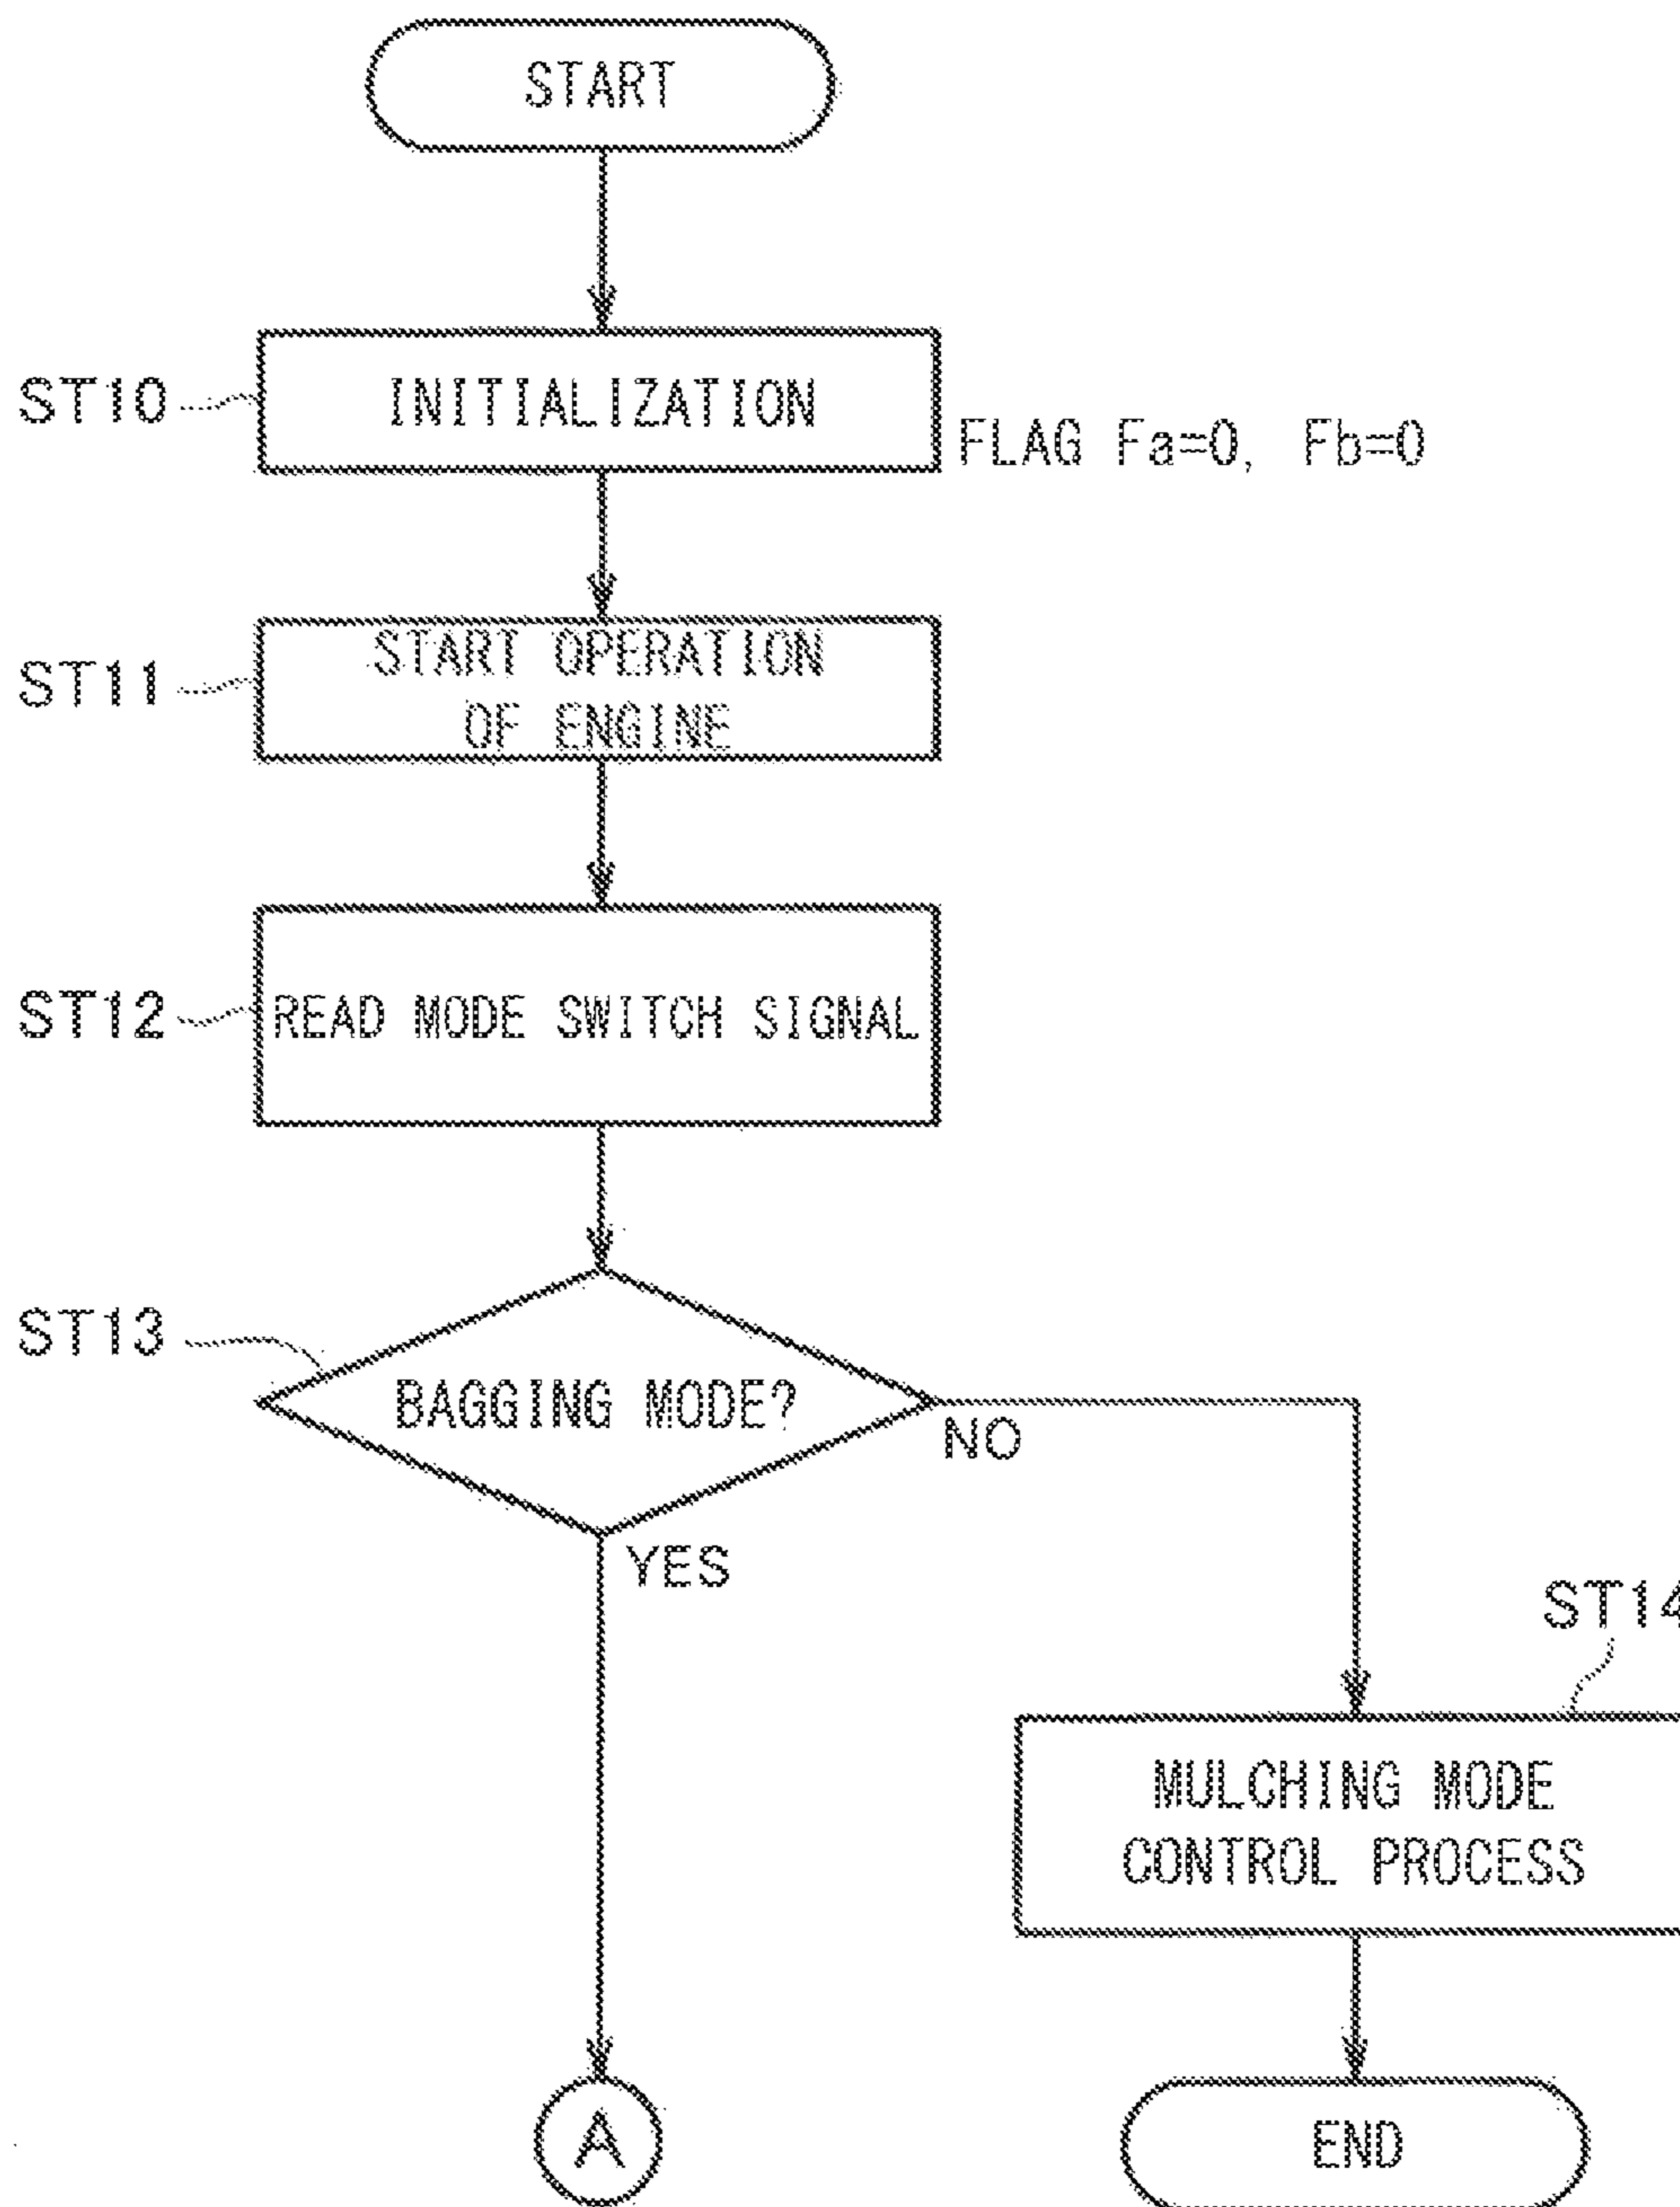 START
ST10
INITIALIZATION
FLAG Fa=0, Fb=0
ST11
START OPERATION
OF ENGINE
ST12
READ MODE SWITCH SIGNAL
ST13
BAGGING MODE?
NO
YES
ST14
MULCHING MODE
CONTROL PROCESS
A
END